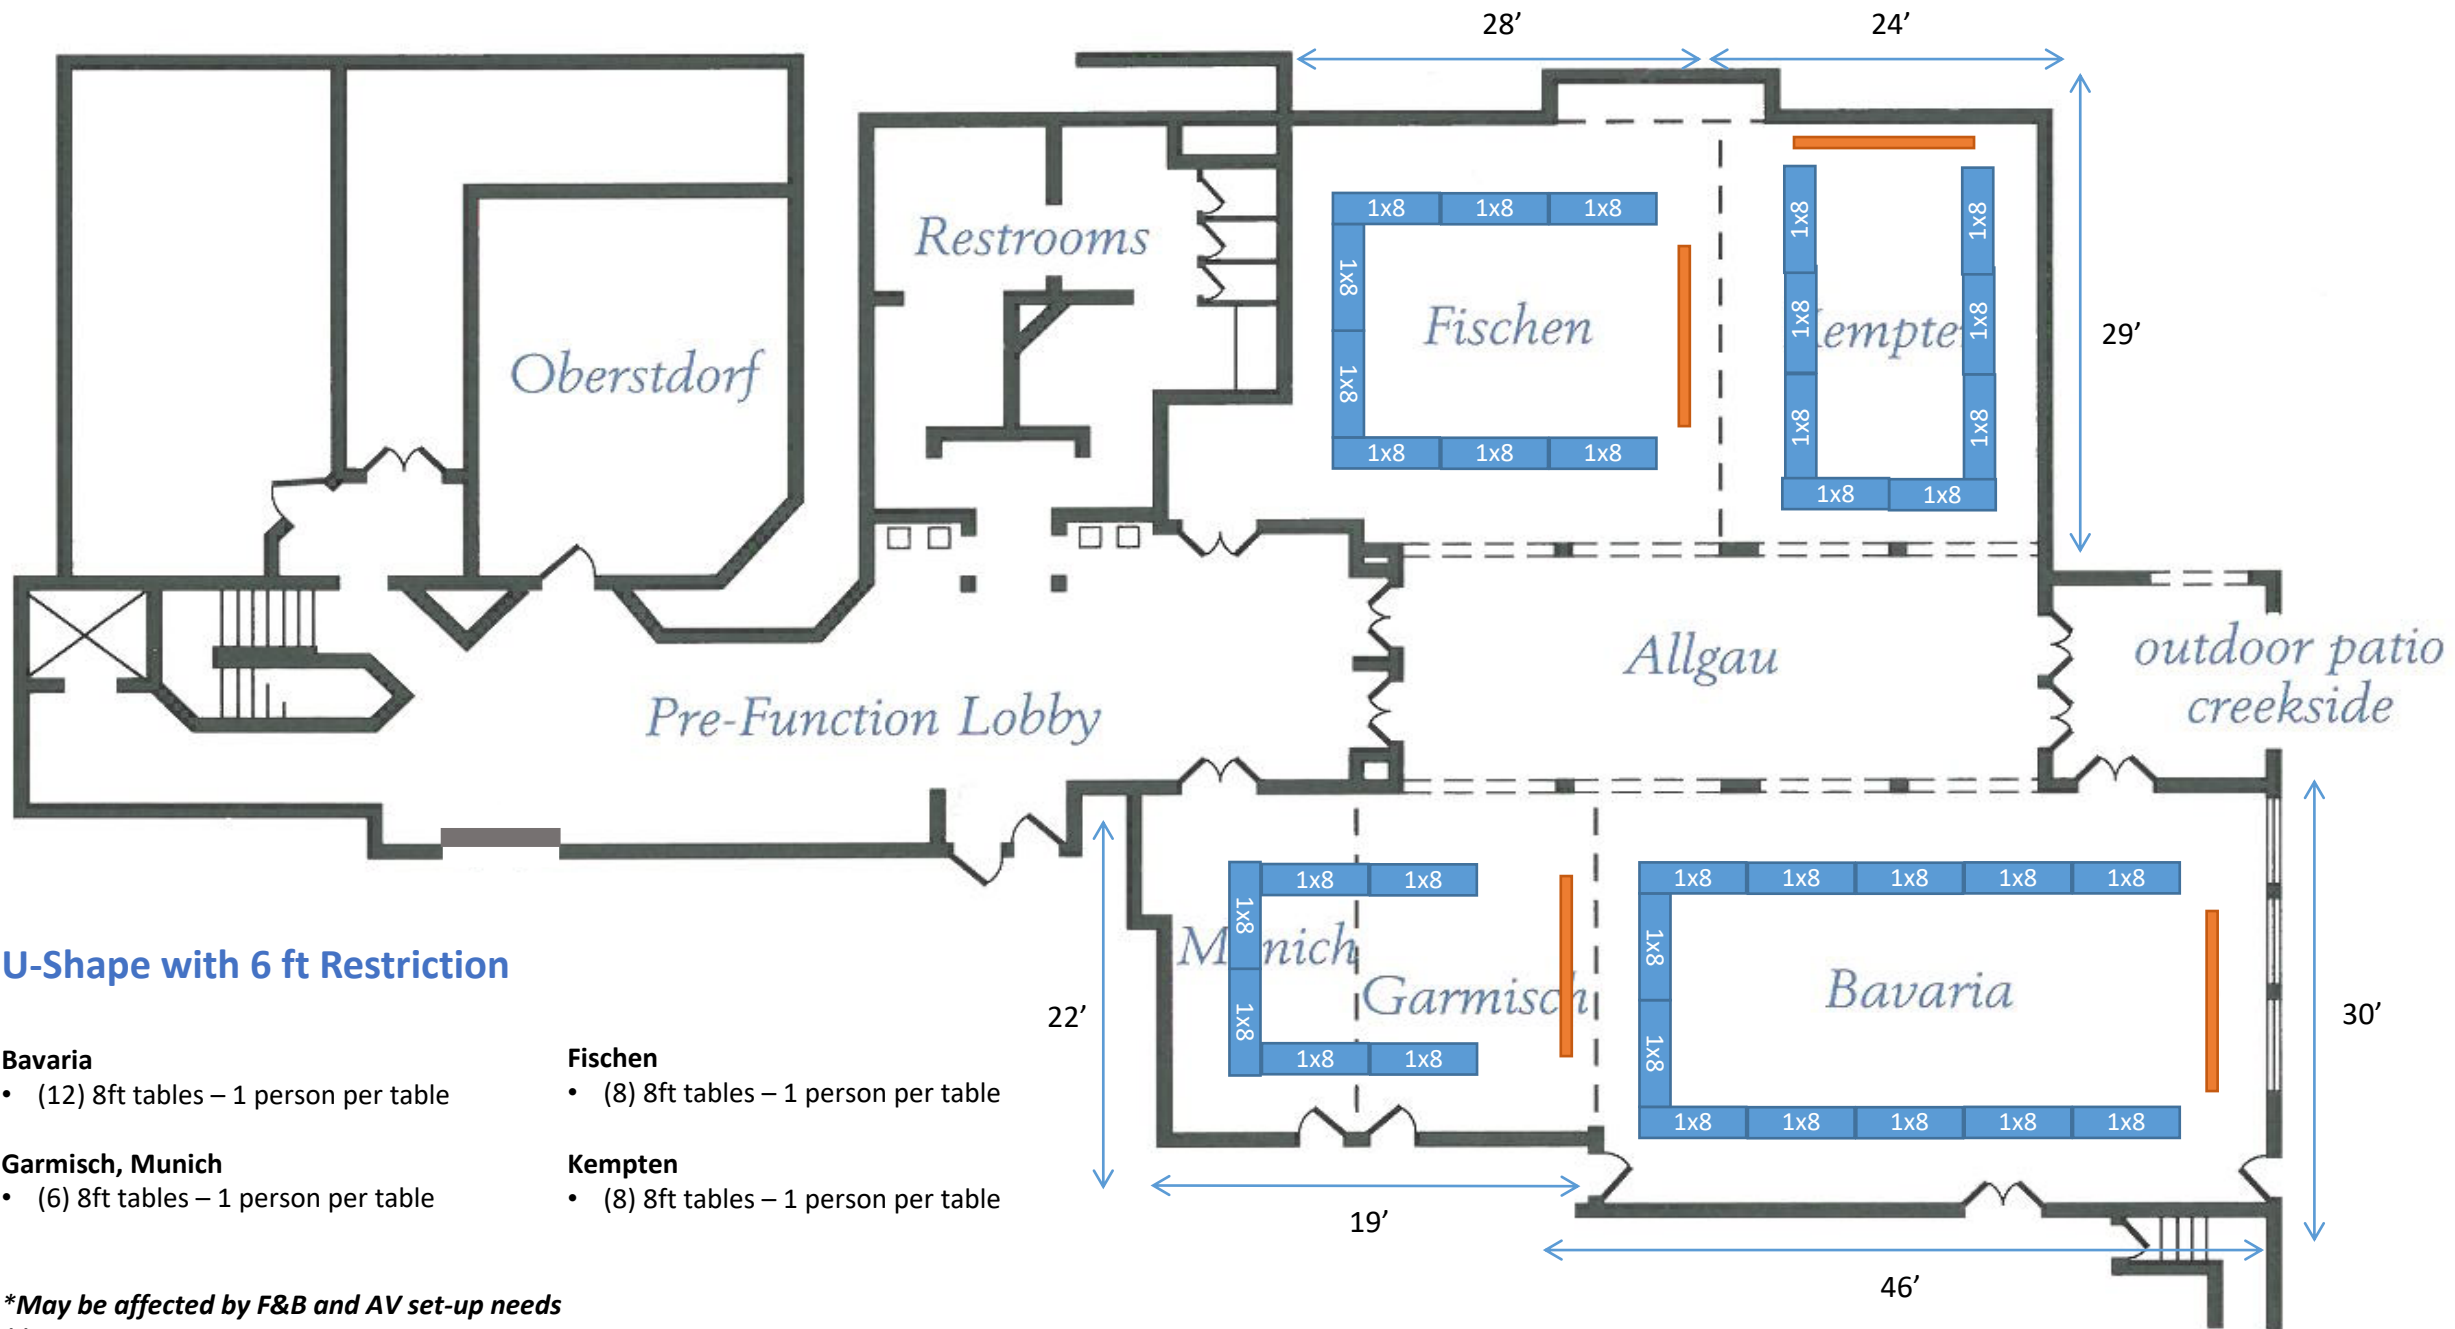 28’ 24’
1x8 1x8 1x8
1x8
1x8
1x8 1x8 1x8
Fischen
1x8 1x8
1x8 1x8
1x8 1x8
1x8 1x8
empte
29’
Restrooms
Oberstdorf
Allgau
outdoor patio
creekside
Pre-Function Lobby
1x8 1x8
1x8
1x8
1x8 1x8
M nich
Garmisch
1x8 1x8 1x8 1x8 1x8
1x8
1x8
1x8 1x8 1x8 1x8 1x8
Bavaria
22’
30’
19’
46’
U-Shape with 6 ft Restriction
Bavaria
• (12) 8ft tables – 1 person per table
Garmisch, Munich
• (6) 8ft tables – 1 person per table
Fischen
• (8) 8ft tables – 1 person per table
Kempten
• (8) 8ft tables – 1 person per table
*May be affected by F&B and AV set-up needs